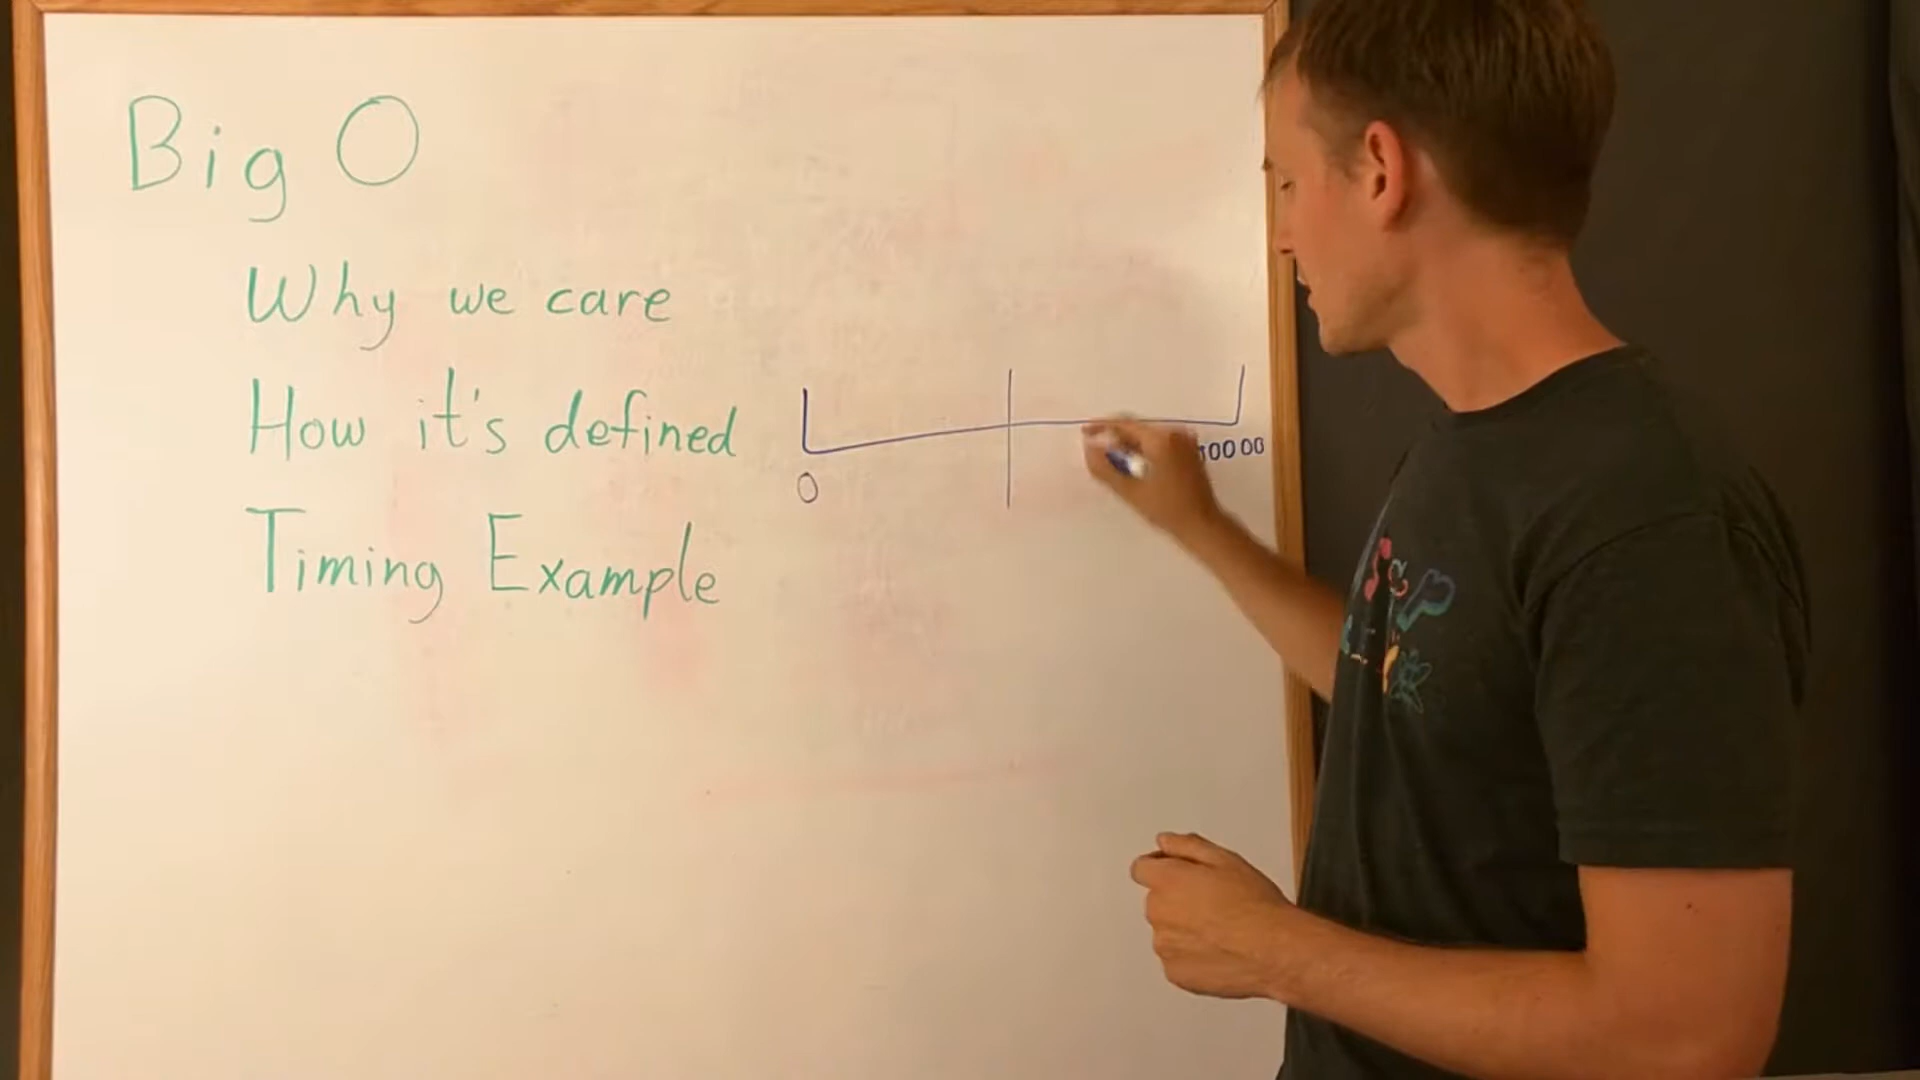 Big O
Why we care
How it's defined
Timing Example
0
10000